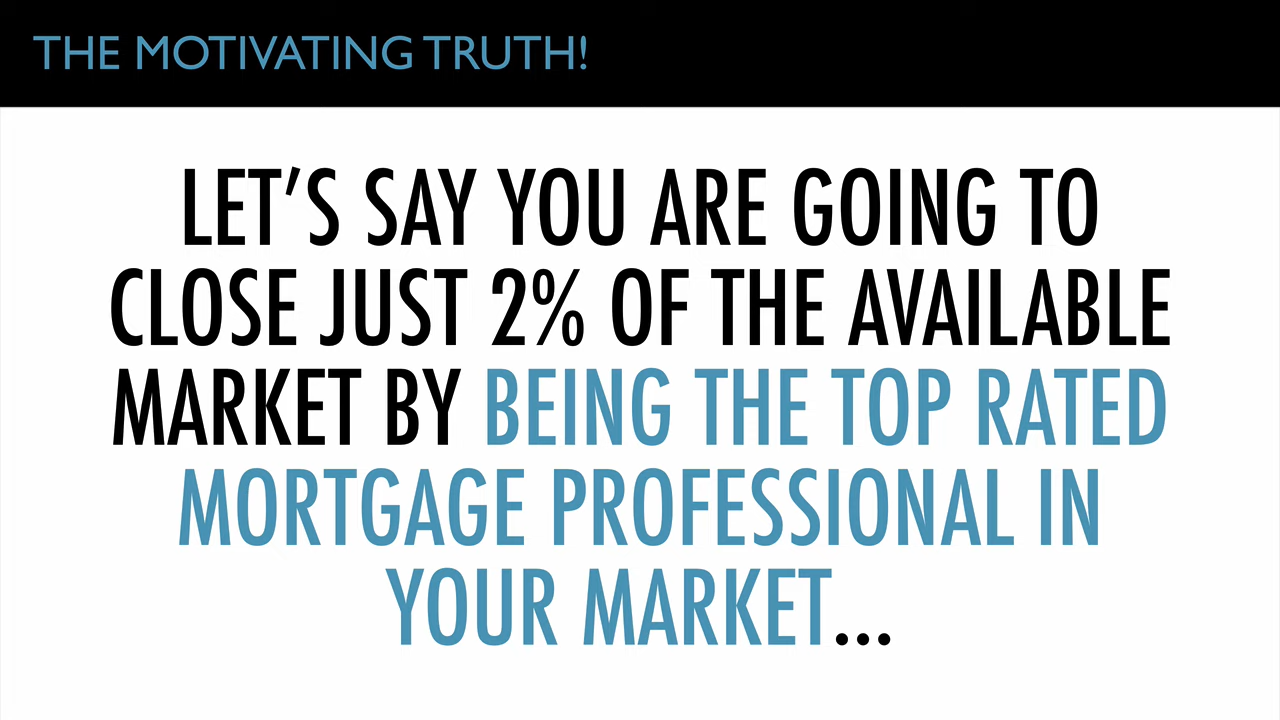 THE MOTIVATING TRUTH!
LET’S SAY YOU ARE GOING TO
CLOSE JUST 2% OF THE AVAILABLE
MARKET BY BEING THE TOP RATED
MORTGAGE PROFESSIONAL IN
YOUR MARKET...